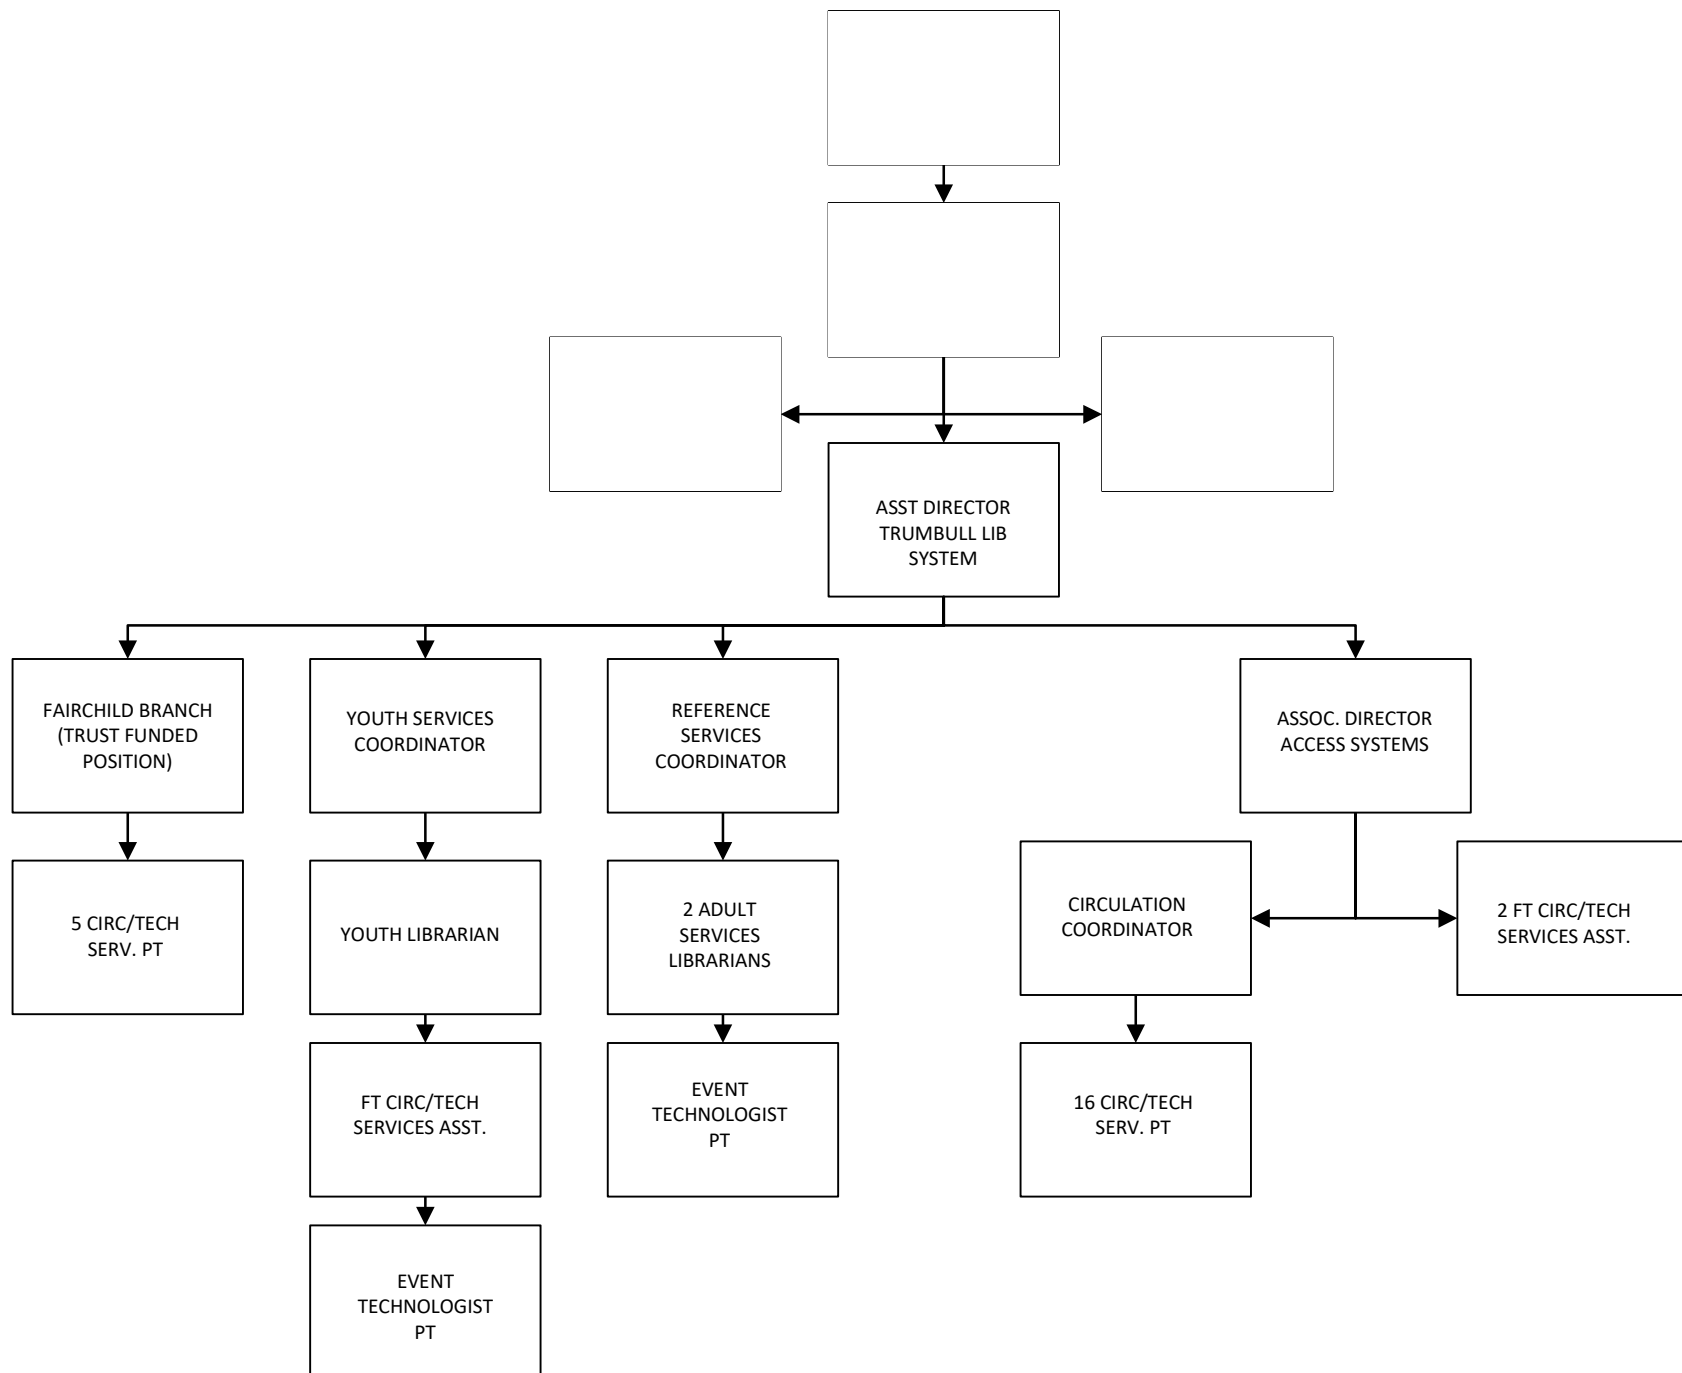 ASST DIRECTOR
TRUMBULL LIB
SYSTEM
FAIRCHILD BRANCH
(TRUST FUNDED
POSITION)
YOUTH SERVICES
COORDINATOR
REFERENCE
SERVICES
COORDINATOR
ASSOC. DIRECTOR
ACCESS SYSTEMS
5 CIRC/TECH
SERV. PT
YOUTH LIBRARIAN
2 ADULT
SERVICES
LIBRARIANS
CIRCULATION
COORDINATOR
2 FT CIRC/TECH
SERVICES ASST.
FT CIRC/TECH
SERVICES ASST.
EVENT
TECHNOLOGIST
PT
16 CIRC/TECH
SERV. PT
EVENT
TECHNOLOGIST
PT